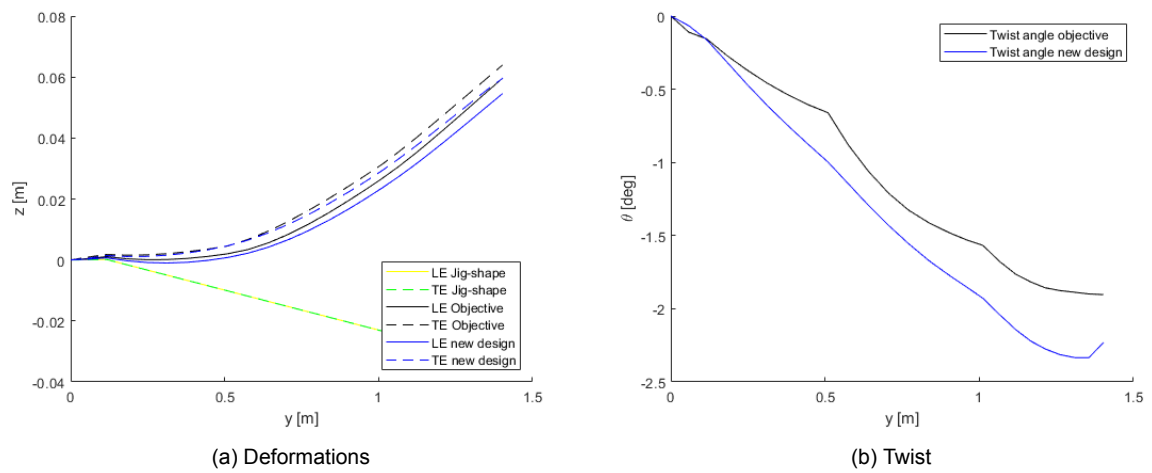 0.08
0.06
0.04
0.02
0
-0.02
-0.04
z [m]
LE Jig-shape
TE Jig-shape
LE Objective
TE Objective
LE new design
TE new design
0
0.5
1
1.5
y [m]
(a) Deformations
0
-0.5
-1
-1.5
-2
-2.5
θ [deg]
Twist angle objective
Twist angle new design
0
0.5
1
1.5
y [m]
(b) Twist